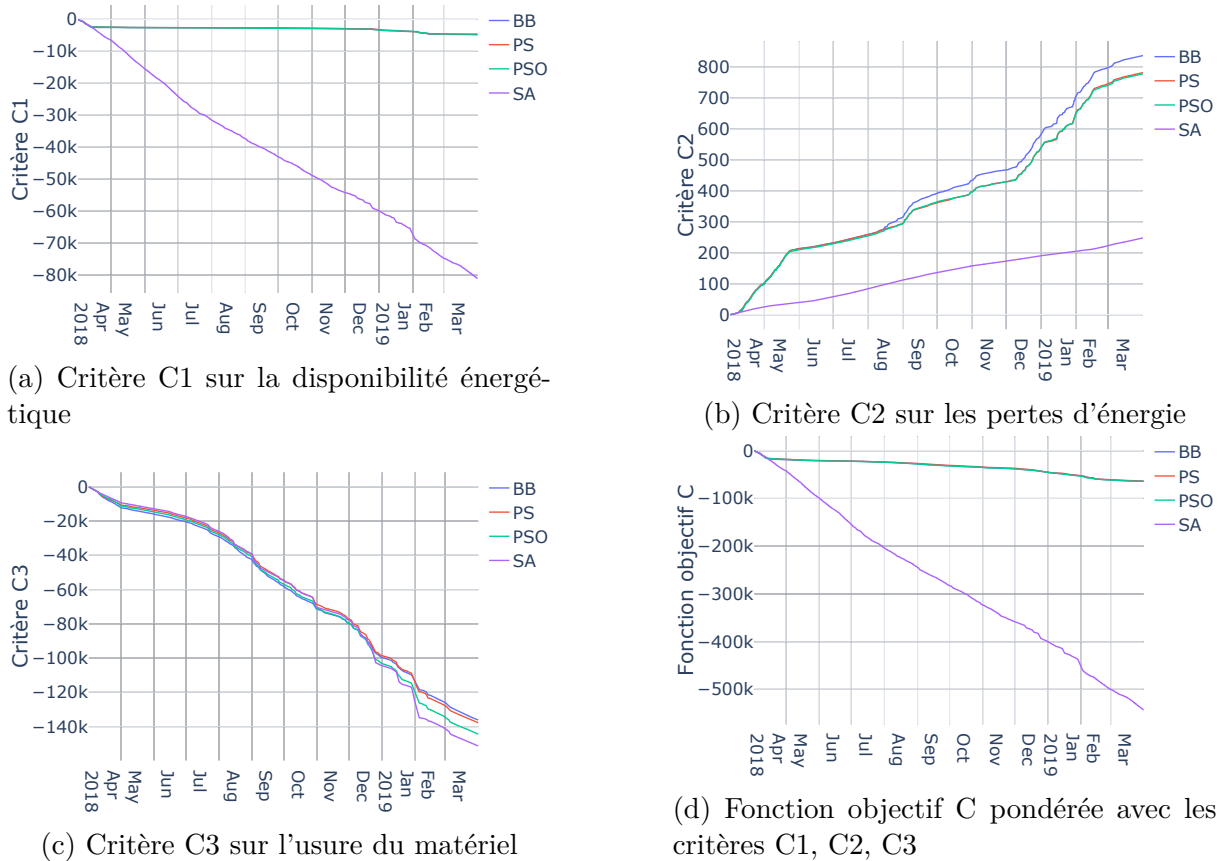 0
−10k
−20k
−30k
−40k
−50k
−60k
−70k
−80k
Critère C1
Apr
2018
May
Jun
Jul
Aug
Sep
Oct
Nov
Dec
Jan
2019
Feb
Mar
BB
PS
PSO
SA
(a) Critère C1 sur la disponibilité énergé-
tique
800
700
600
500
400
300
200
100
0
Critère C2
Apr
2018
May
Jun
Jul
Aug
Sep
Oct
Nov
Dec
Jan
2019
Feb
Mar
BB
PS
PSO
SA
(b) Critère C2 sur les pertes d'énergie
0
−20k
−40k
−60k
−80k
−100k
−120k
−140k
Critère C3
Apr
2018
May
Jun
Jul
Aug
Sep
Oct
Nov
Dec
Jan
2019
Feb
Mar
BB
PS
PSO
SA
(c) Critère C3 sur l'usure du matériel
0
−100k
−200k
−300k
−400k
−500k
Fonction objectif C
Apr
2018
May
Jun
Jul
Aug
Sep
Oct
Nov
Dec
Jan
2019
Feb
Mar
BB
PS
PSO
SA
(d) Fonction objectif C pondérée avec les
critères C1, C2, C3